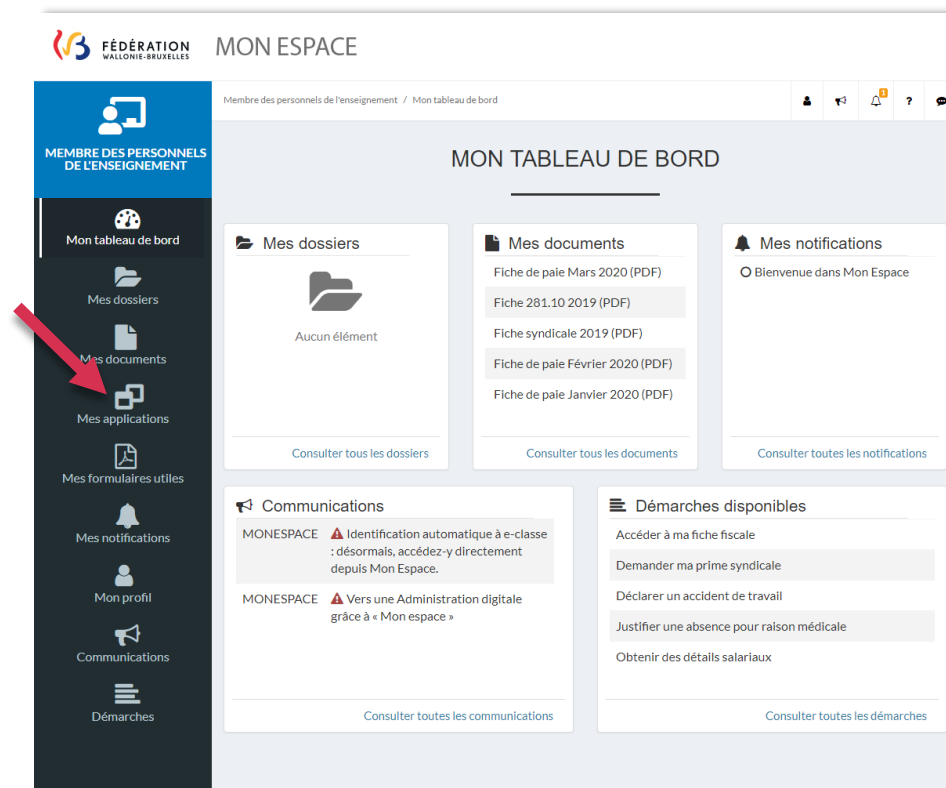 FÉDÉRATION
WALLONIE-BRUXELLES
MON ESPACE
MEMBRE DES PERSONNELS
DE L'ENSEIGNEMENT
Mon tableau de bord
Mes dossiers
Mes documents
Mes applications
Mes formulaires utiles
Mes notifications
Mon profil
Communications
Démarches
Membre des personnels de l'enseignement / Mon tableau de bord
1
?
MON TABLEAU DE BORD
Mes dossiers
Aucun élément
Consulter tous les dossiers
Mes documents
Fiche de paie Mars 2020 (PDF)
Fiche 281.10 2019 (PDF)
Fiche syndicale 2019 (PDF)
Fiche de paie Février 2020 (PDF)
Fiche de paie Janvier 2020 (PDF)
Consulter tous les documents
Mes notifications
Bienvenue dans Mon Espace
Consulter toutes les notifications
Communications
MONESPACE Identification automatique à e-classe
: désormais, accédez-y directement
depuis Mon Espace.
MONESPACE Vers une Administration digitale
grâce à « Mon espace »
Consulter toutes les communications
Démarches disponibles
Accéder à ma fiche fiscale
Demander ma prime syndicale
Déclarer un accident de travail
Justifier une absence pour raison médicale
Obtenir des détails salariaux
Consulter toutes les démarches